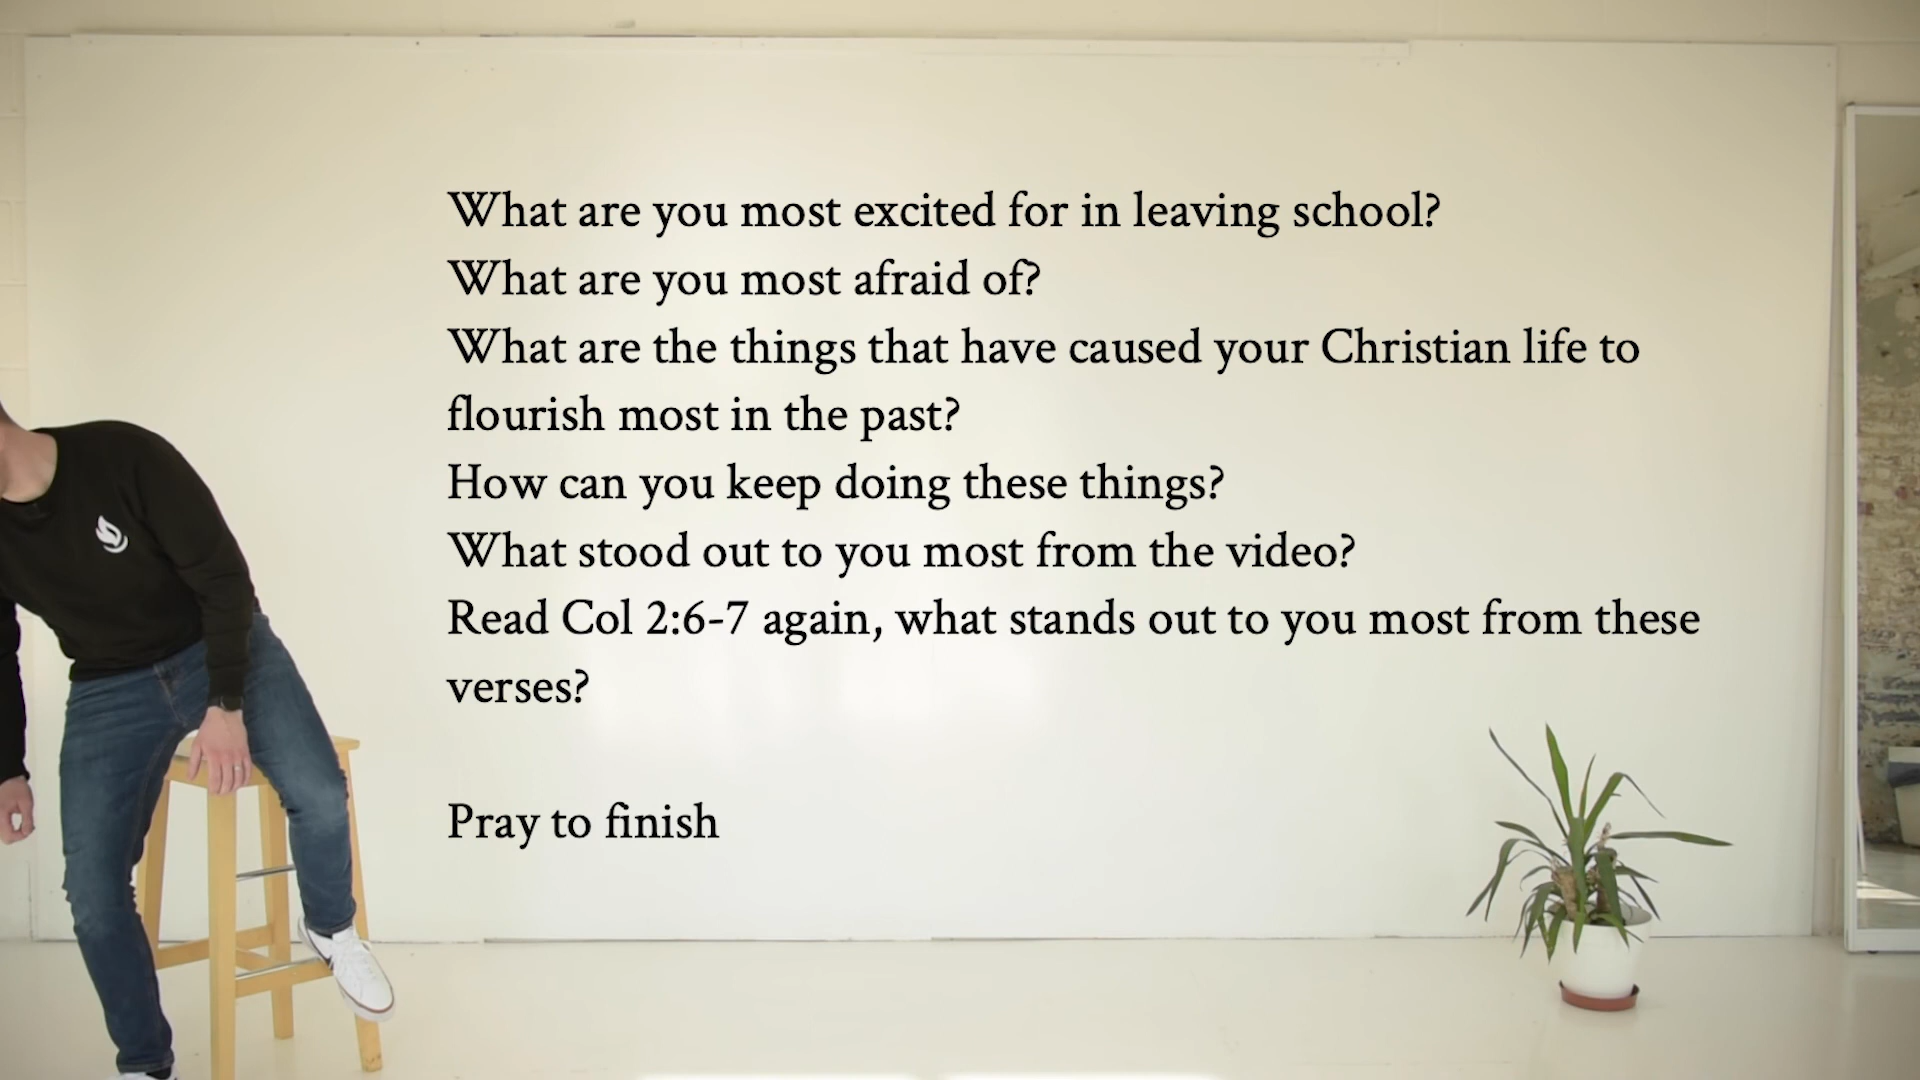 What are you most excited for in leaving school?
What are you most afraid of?
What are the things that have caused your Christian life to
flourish most in the past?
How can you keep doing these things?
What stood out to you most from the video?
Read Col 2:6-7 again, what stands out to you most from these
verses?
Pray to finish